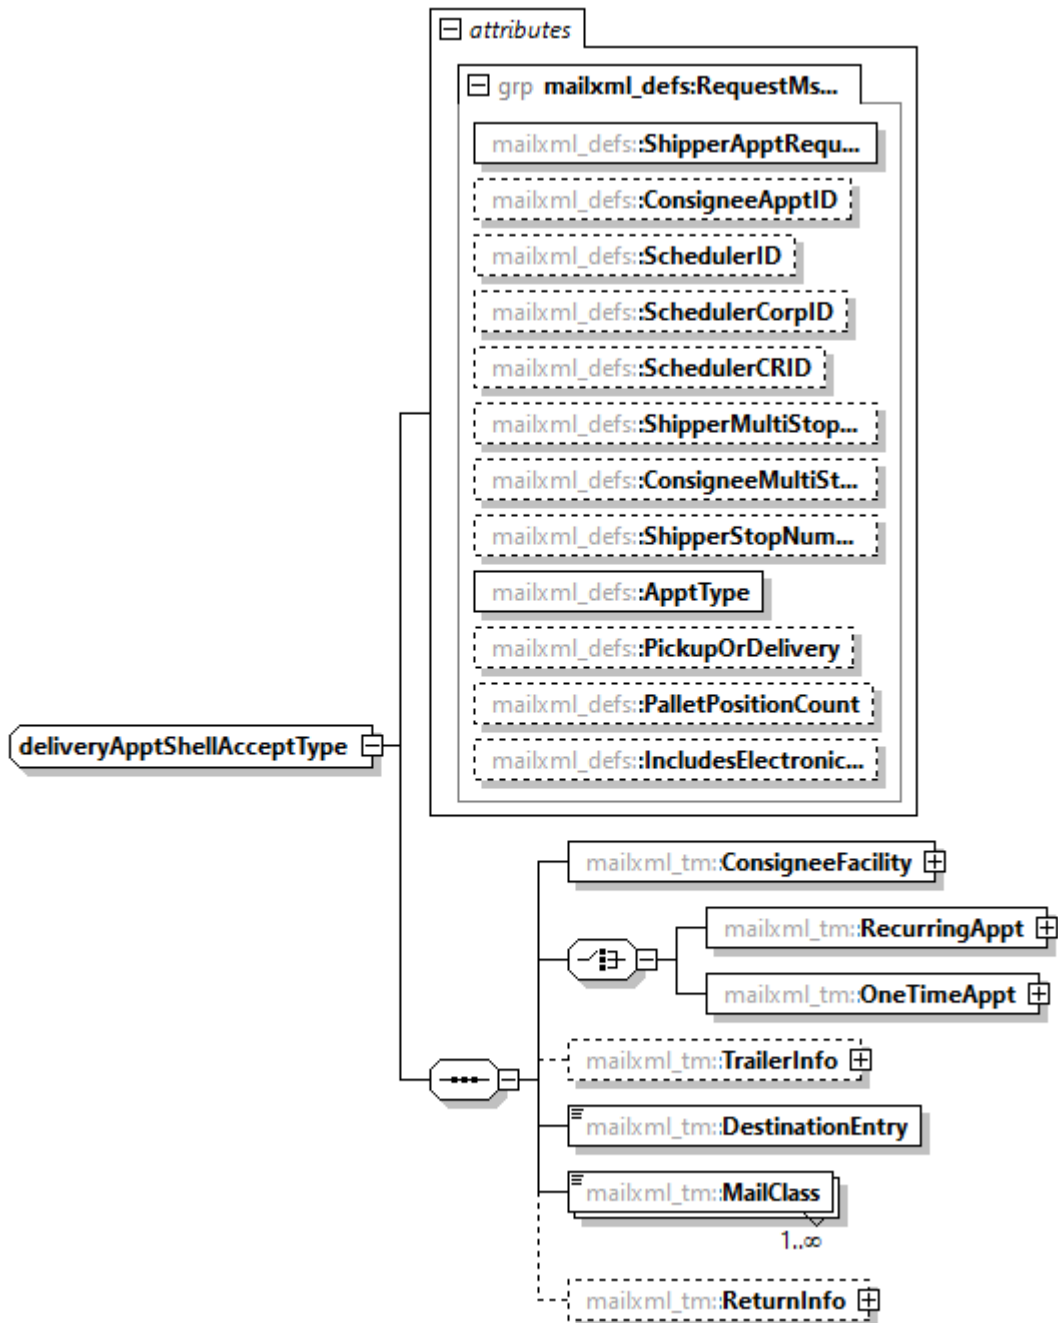 attributes
grp mailxml_defs:RequestMs...
mailxml_defs::ShipperApptRequ...
mailxml_defs::ConsigneeApptID
mailxml_defs::SchedulerID
mailxml_defs::SchedulerCorpID
mailxml_defs::SchedulerCRID
mailxml_defs::ShipperMultiStop...
mailxml_defs::ConsigneeMultiSt...
mailxml_defs::ShipperStopNum...
mailxml_defs::ApptType
mailxml_defs::PickupOrDelivery
mailxml_defs::PalletPositionCount
deliveryApptShellAcceptType
mailxml_defs::IncludesElectronic...
mailxml_tm::ConsigneeFacility
mailxml_tm::RecurringAppt
mailxml_tm::OneTimeAppt
mailxml_tm::TrailerInfo
mailxml_tm::DestinationEntry
mailxml_tm::MailClass
1..∞
mailxml_tm::ReturnInfo